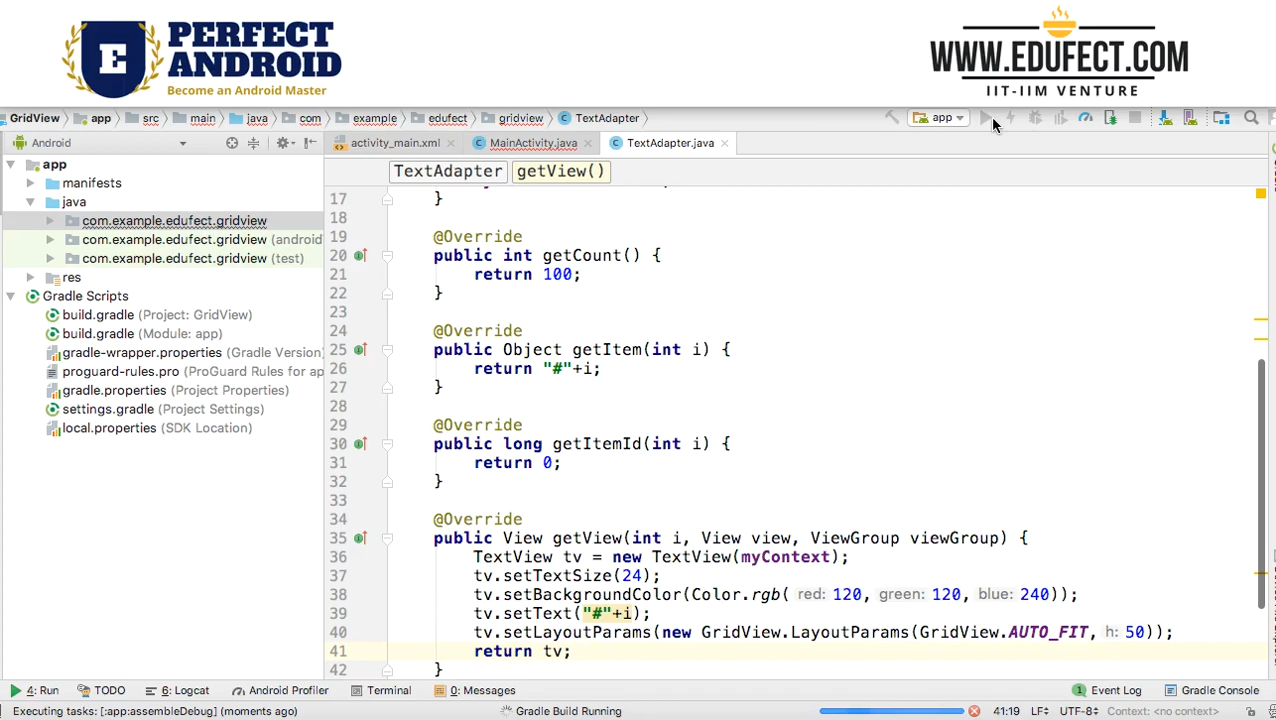 E
PERFECT
ANDROID
Become an Android Master
WWW.EDUFECT.COM
IIT-IIM VENTURE
GridView app src main java com example edufect gridview TextAdapter
app
Android
activity_main.xml MainActivity.java TextAdapter.java
TextAdapter getView()
app
manifests
java
com.example.edufect.gridview
com.example.edufect.gridview (android
com.example.edufect.gridview (test)
res
Gradle Scripts
build.gradle (Project: GridView)
build.gradle (Module: app)
gradle-wrapper.properties (Gradle Version)
proguard-rules.pro (ProGuard Rules for ap
gradle.properties (Project Properties)
settings.gradle (Project Settings)
local.properties (SDK Location)
17 }
18
19 @Override
20 public int getCount() {
21 return 100;
22 }
23
24 @Override
25 public Object getItem(int i) {
26 return "#"+i;
27 }
28
29 @Override
30 public long getItemId(int i) {
31 return 0;
32 }
33
34 @Override
35 public View getView(int i, View view, ViewGroup viewGroup) {
36 TextView tv = new TextView(myContext);
37 tv.setTextSize(24);
38 tv.setBackgroundColor(Color.rgb( red: 120, green: 120, blue: 240));
39 tv.setText("#"+i);
40 tv.setLayoutParams(new GridView.LayoutParams(GridView.AUTO_FIT, h: 50));
41 return tv;
42 }
4: Run TODO 6: Logcat Android Profiler Terminal 0: Messages 1 Event Log Gradle Console
Executing tasks: [:app:assembleDebug] (moments ago) Gradle Build Running 41:19 LF÷ UTF-8÷ Context: <no context>